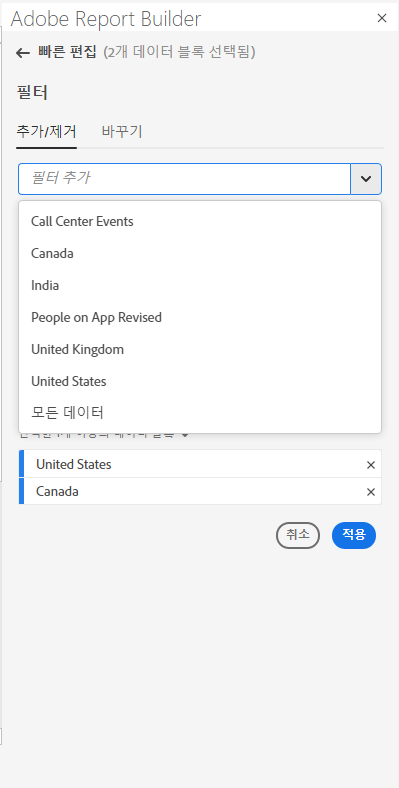 Adobe Report Builder
빠른 편집 (2개 데이터 블록 선택됨)
필터
추가/제거 바꾸기
필터 추가
Call Center Events
Canada
India
People on App Revised
United Kingdom
United States
모든 데이터
United States
Canada
취소 적용